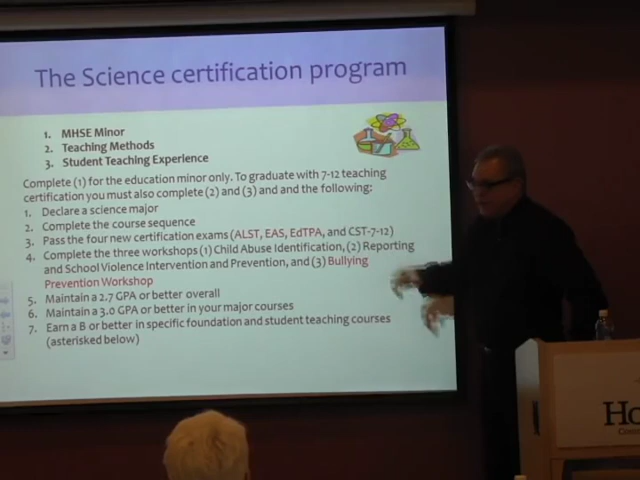 The Science certification program
1. MHSE Minor
2. Teaching Methods
3. Student Teaching Experience
Complete (1) for the education minor only. To graduate with 7-12 teaching
certification you must also complete (2) and (3) and and the following:
1. Declare a science major
2. Complete the course sequence
3. Pass the four new certification exams (ALST, EAS, EdTPA, and CST-7-12)
4. Complete the three workshops (1) Child Abuse Identification, (2) Reporting
and School Violence Intervention and Prevention, and (3) Bullying
Prevention Workshop
5. Maintain a 2.7 GPA or better overall
6. Maintain a 3.0 GPA or better in your major courses
7. Earn a B or better in specific foundation and student teaching courses
(asterisked below)
Ho